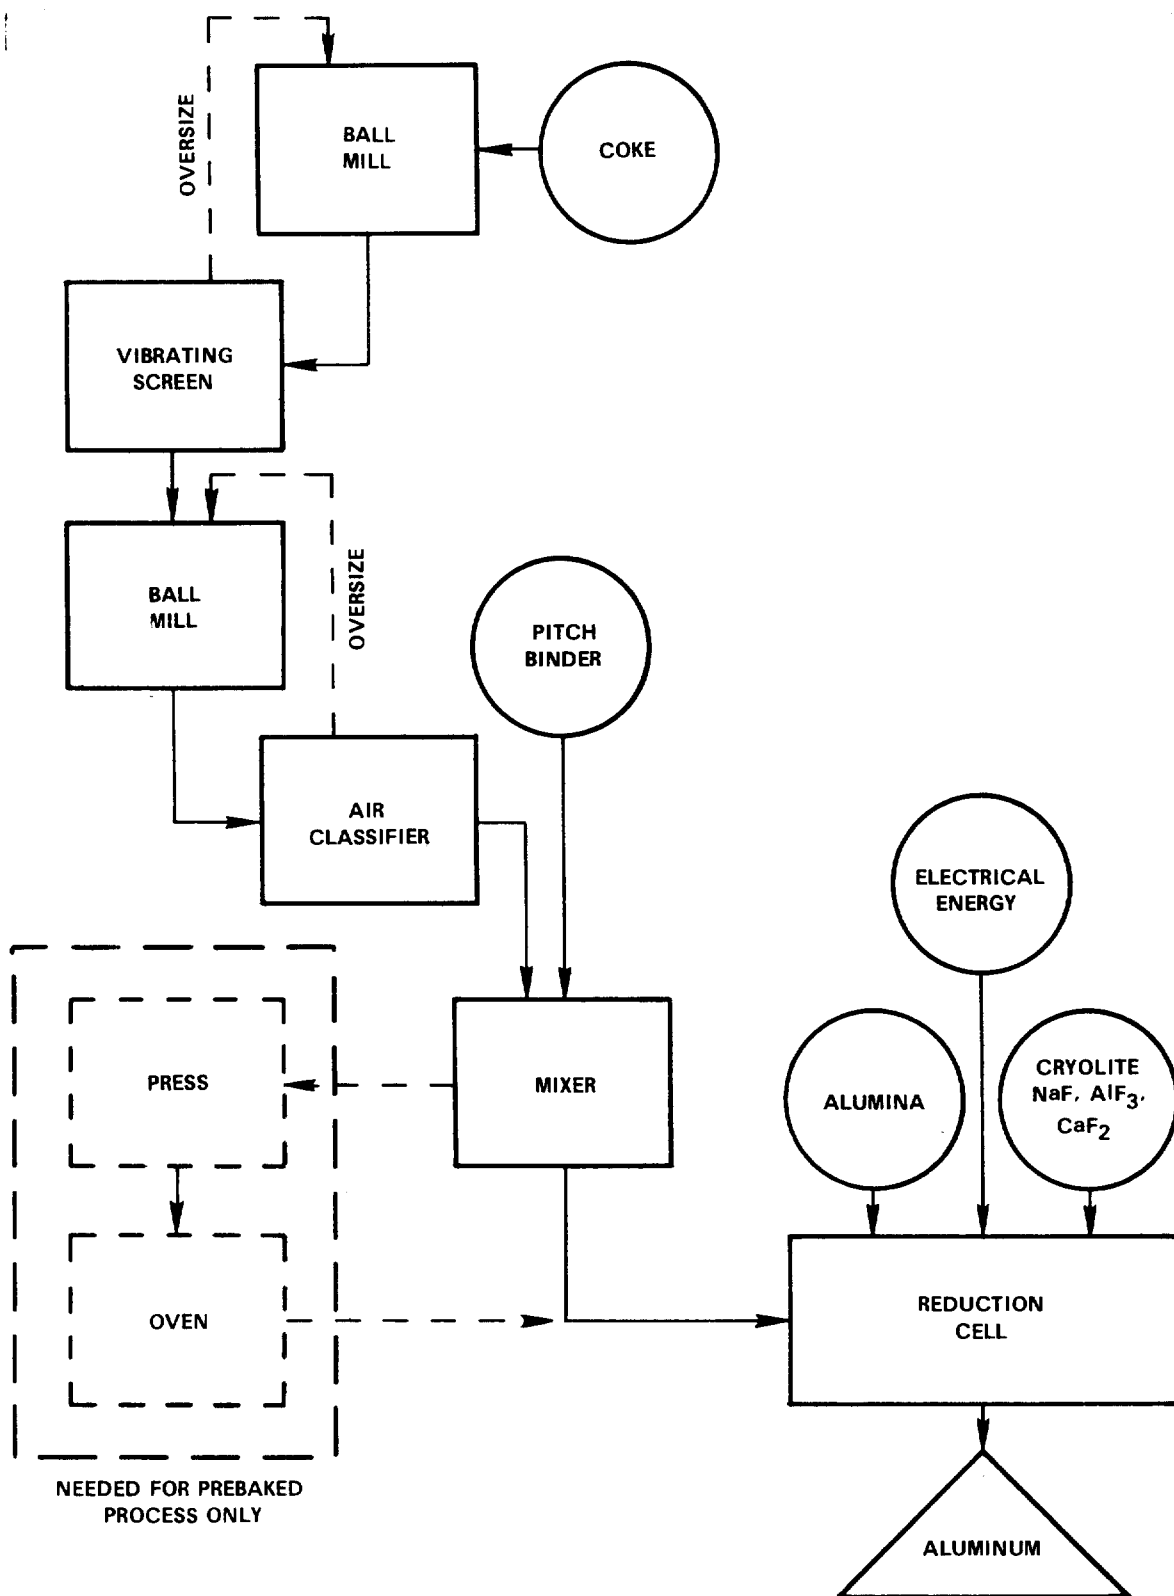 OVERSIZE
BALL
MILL
COKE
VIBRATING
SCREEN
BALL
MILL
OVERSIZE
PITCH
BINDER
AIR
CLASSIFIER
ELECTRICAL
ENERGY
PRESS
MIXER
ALUMINA
CRYOLITE
NaF, AlF₃,
CaF₂
OVEN
REDUCTION
CELL
NEEDED FOR PREBAKED
PROCESS ONLY
ALUMINUM